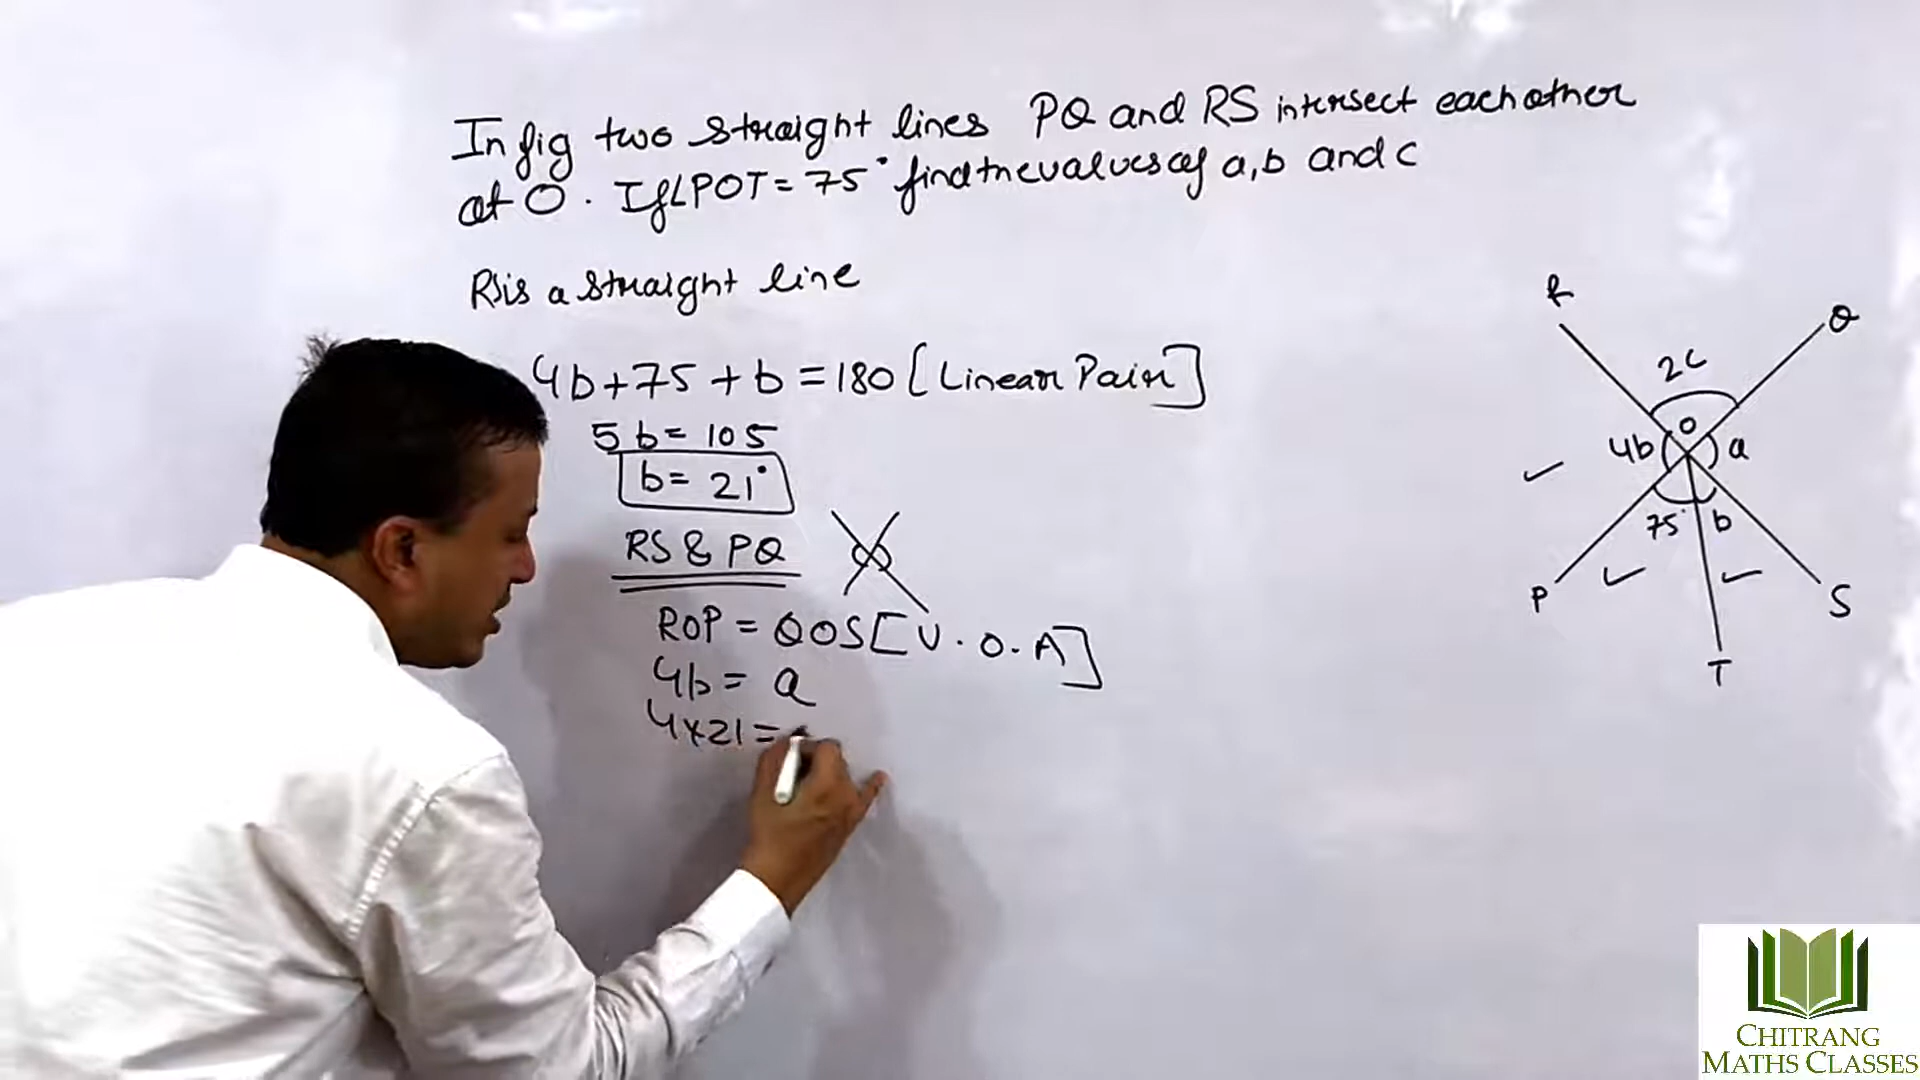 In fig two straight lines PQ and RS intersect each other
at O. If ∠POT = 75° find the values of a, b and c
RS is a straight line
4b + 75 + b = 180 [Linear Pair]
5b = 105
b = 21°
RS & PQ
ROP = QOS [V.O.A]
4b = a
4×21 =
R
Q
2c
O
4b
a
75°
b
P
S
T
CHITRANG
MATHS CLASSES